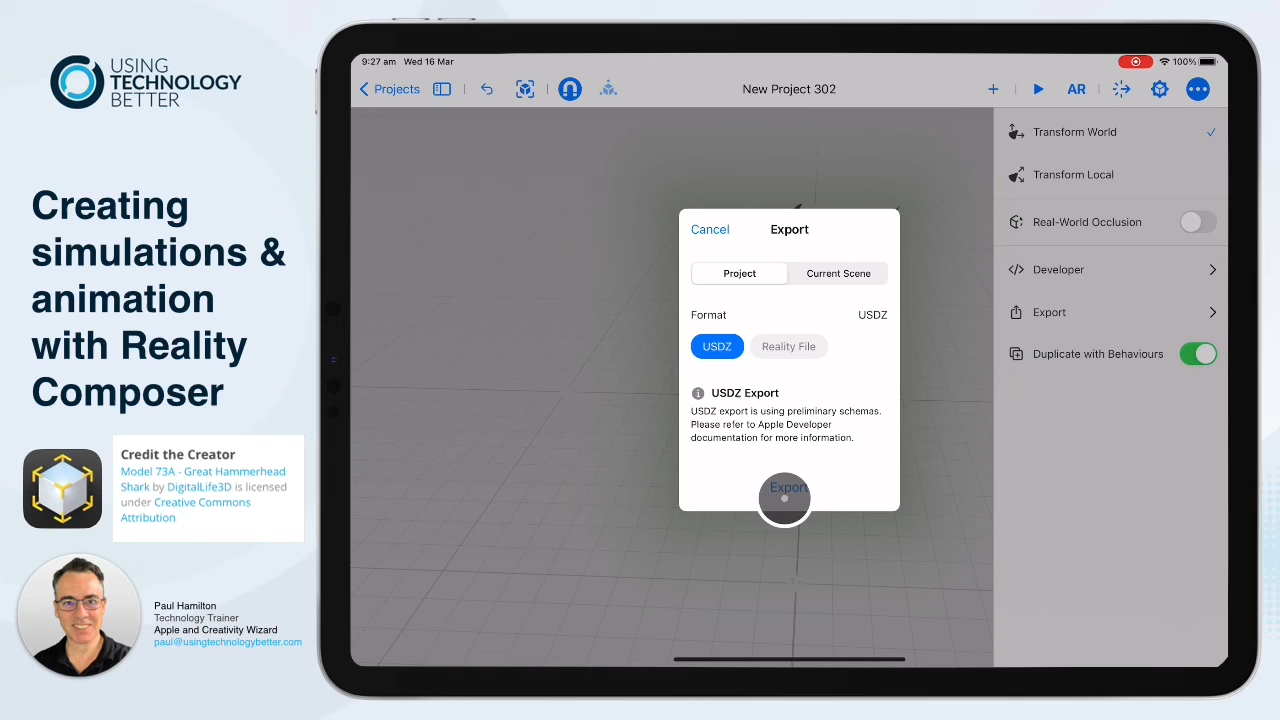 USING
TECHNOLOGY
BETTER
Creating
simulations &
animation
with Reality
Composer
Credit the Creator
Model 73A - Great Hammerhead
Shark by DigitalLife3D is licensed
under Creative Commons
Attribution
Paul Hamilton
Technology Trainer
Apple and Creativity Wizard
paul@usingtechnologybetter.com
9:27 am Wed 16 Mar
100%
Projects
New Project 302
AR
Transform World
Transform Local
Real-World Occlusion
Developer
Export
Duplicate with Behaviours
Cancel
Export
Project
Current Scene
Format
USDZ
USDZ
Reality File
USDZ Export
USDZ export is using preliminary schemas.
Please refer to Apple Developer
documentation for more information.
Export